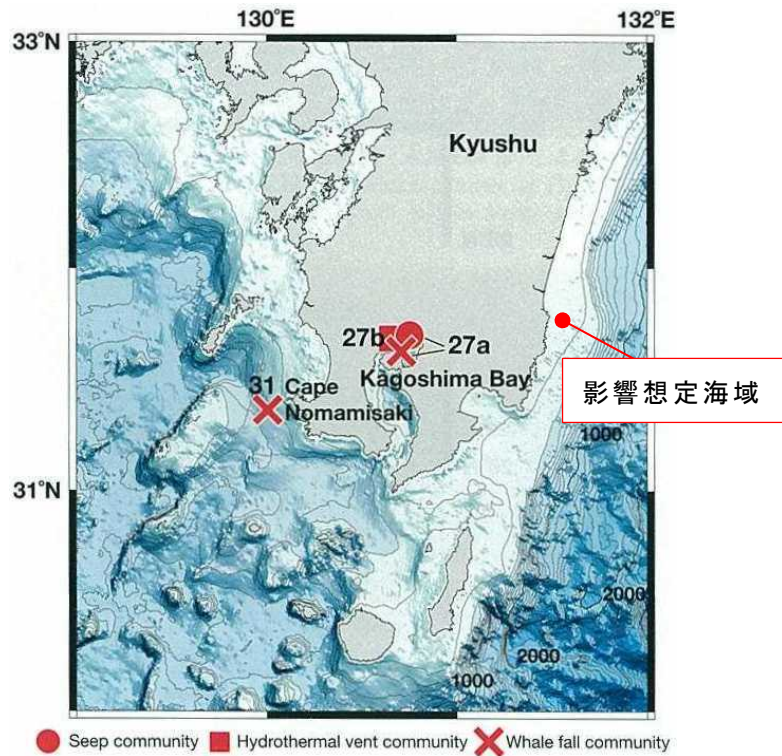 130°E
132°E
33°N
Kyushu
27b
27a
Kagoshima Bay
31 Cape
Nomamisaki
影響想定海域
1000
31°N
2000
2000
1000
Seep community
Hydrothermal vent community
Whale fall community